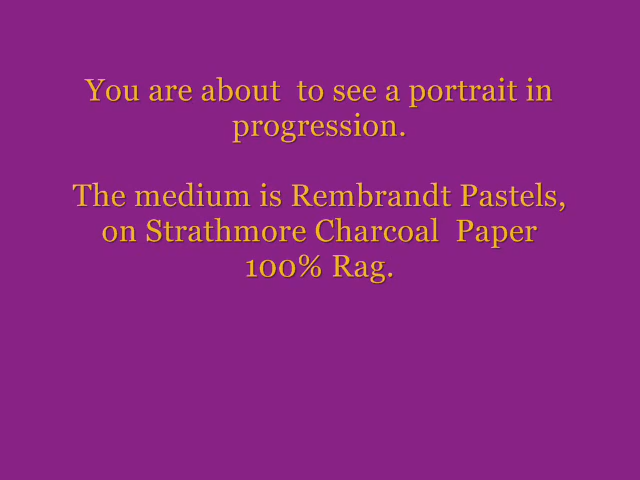 You are about  to see a portrait in
progression.
The medium is Rembrandt Pastels,
on Strathmore Charcoal  Paper
100% Rag.